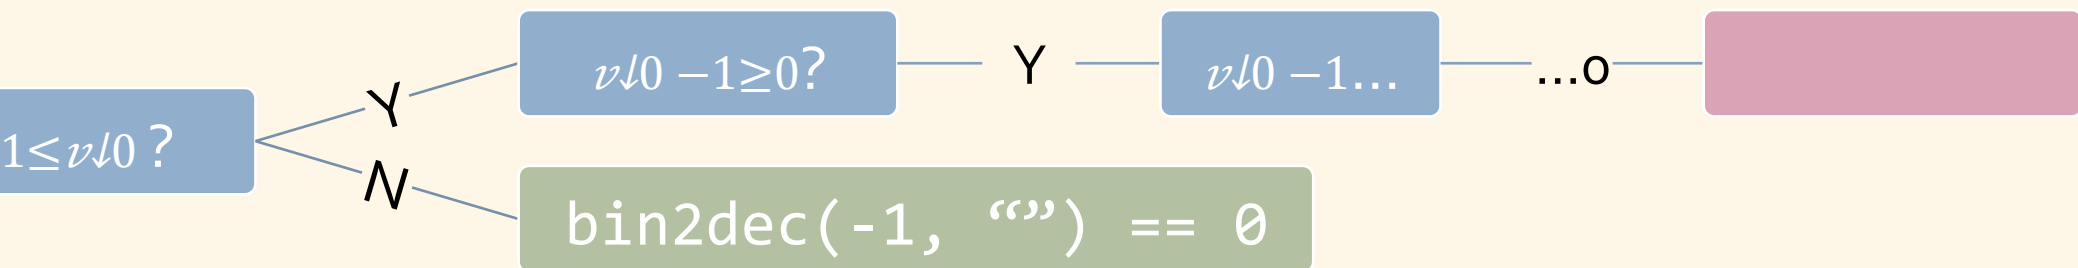 1≤𝑣↓0 ?
Y
N
𝑣↓0 −1≥0?
Y
𝑣↓0 −1…
…o
bin2dec(-1, “”) == 0